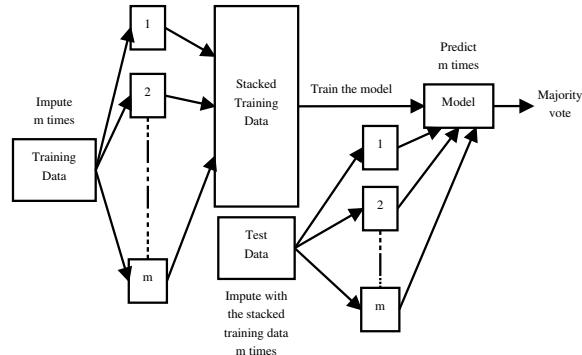 Impute
m times
Training
Data
1
2
m
Stacked
Training
Data
Train the model
Predict
m times
Model
Majority
vote
Test
Data
Impute with
the stacked
training data
m times
1
2
m